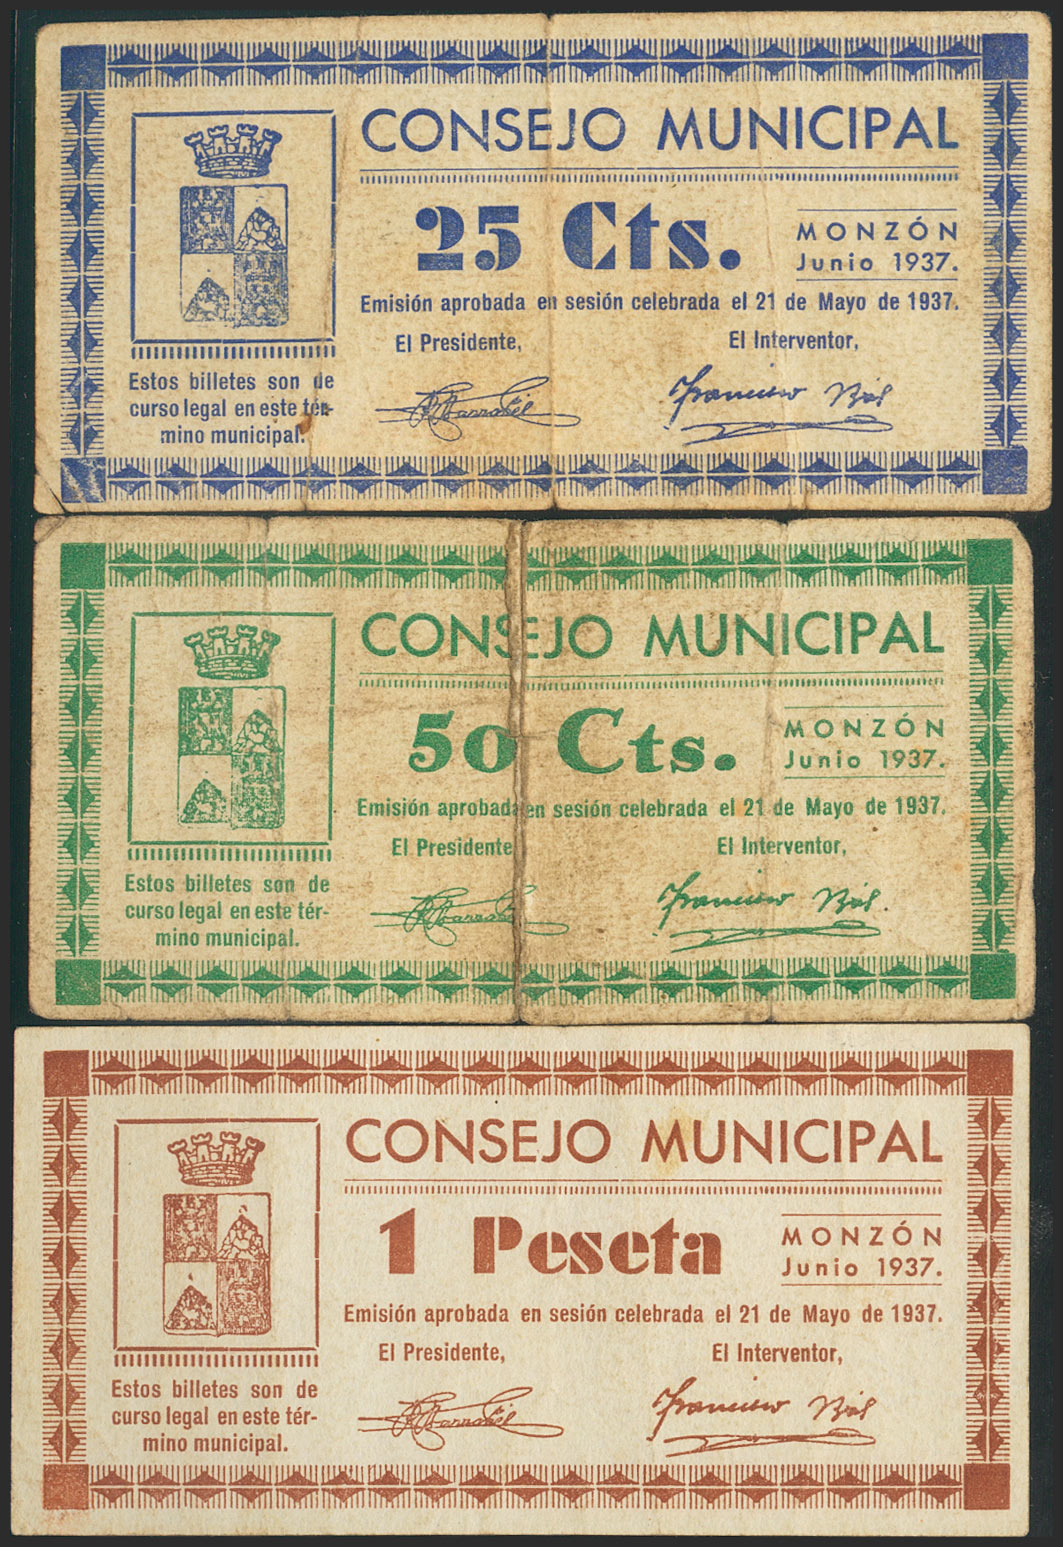 CONSEJO MUNICIPAL
25 Cts.
MONZÓN
Junio 1937.
Emisión aprobada en sesión celebrada el 21 de Mayo de 1937.
El Presidente,
El Interventor,
Francisco
Estos billetes son de
curso legal en este tér-
mino municipal.
CONSEJO MUNICIPAL
50 Cts.
MONZÓN
Junio 1937.
Emisión aprobada en sesión celebrada el 21 de Mayo de 1937.
El Presidente
El Interventor,
Francisco
Estos billetes son de
curso legal en este tér-
mino municipal.
CONSEJO MUNICIPAL
1 Peseta
MONZÓN
Junio 1937.
Emisión aprobada en sesión celebrada el 21 de Mayo de 1937.
El Presidente,
El Interventor,
Francisco
Estos billetes son de
curso legal en este tér-
mino municipal.